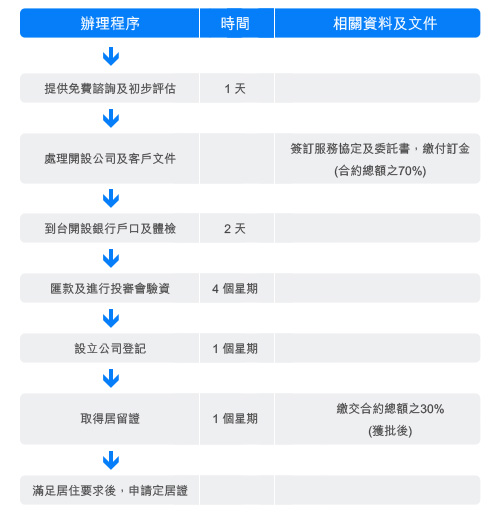 辦理程序 時間 相關資料及文件
提供免費諮詢及初步評估 1 天
處理開設公司及客戶文件 簽訂服務協定及委託書，繳付訂金
(合約總額之70%)
到台開設銀行戶口及體檢 2 天
匯款及進行投審會驗資 4 個星期
設立公司登記 1 個星期
取得居留證 1 個星期 繳交合約總額之30%
(獲批後)
滿足居住要求後，申請定居證